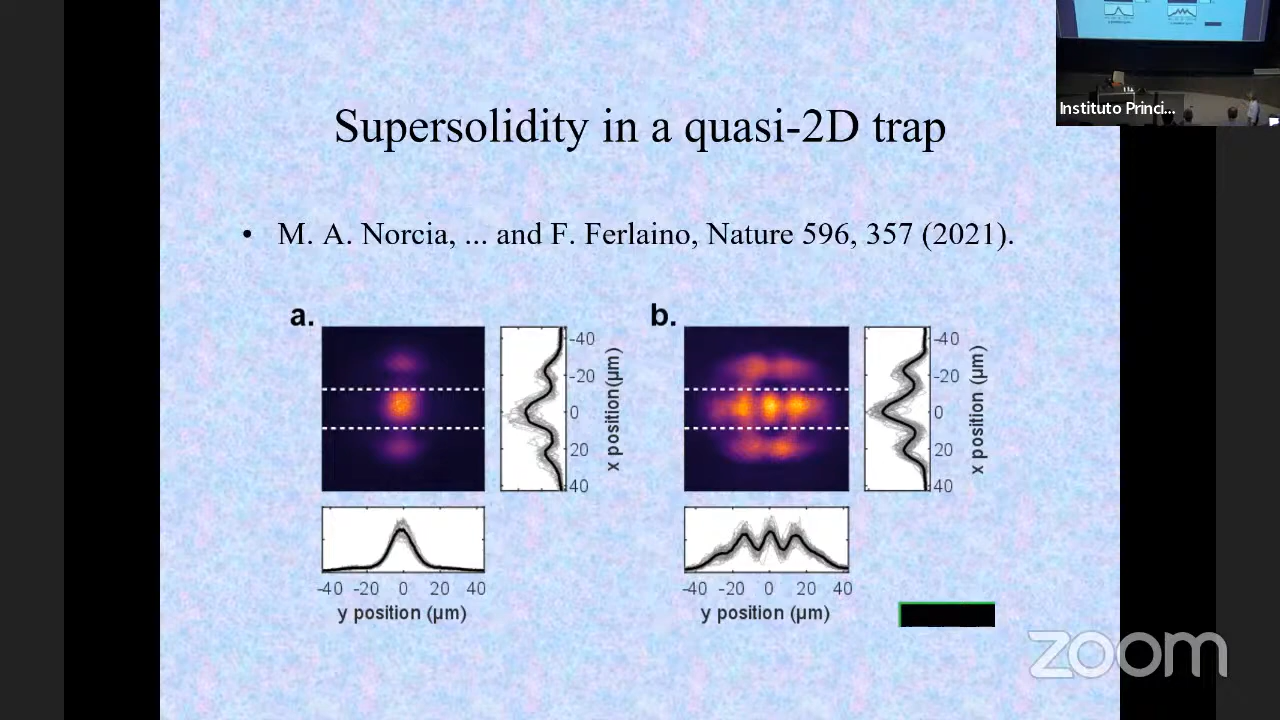 Supersolidity in a quasi-2D trap
Instituto Princi...
• M. A. Norcia, ... and F. Ferlaino, Nature 596, 357 (2021).
a.
-40
-20
0
20
40
x position(µm)
-40 -20 0 20 40
y position (µm)
b.
-40
-20
0
20
40
x position (µm)
-40 -20 0 20 40
y position (µm)
zoom